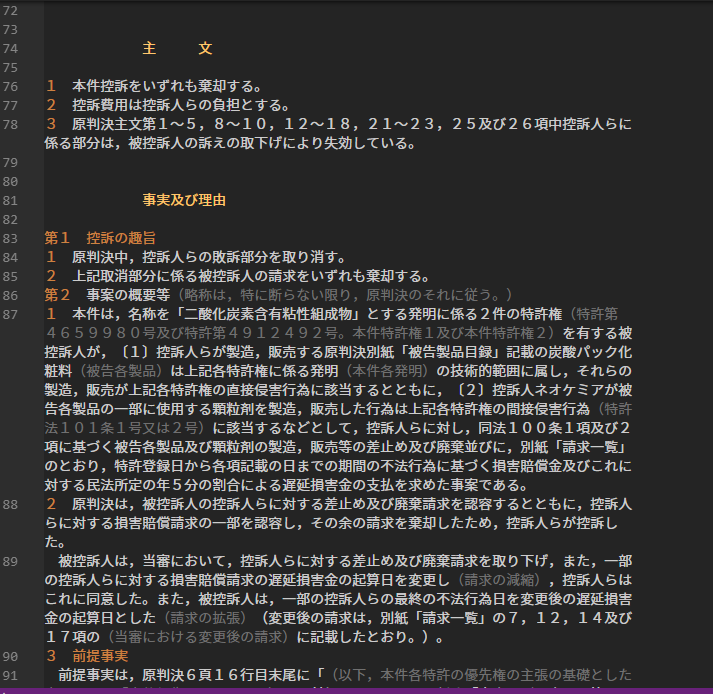 72
73
74 主　　　文
75
76 １　本件控訴をいずれも棄却する。
77 ２　控訴費用は控訴人らの負担とする。
78 ３　原判決主文第１～５，８～１０，１２～１８，２１～２３，２５及び２６項中控訴人らに
係る部分は，被控訴人の訴えの取下げにより失効している。
79
80
81 事実及び理由
82
83 第１　控訴の趣旨
84 １　原判決中，控訴人らの敗訴部分を取り消す。
85 ２　上記取消部分に係る被控訴人の請求をいずれも棄却する。
86 第２　事案の概要等（略称は，特に断らない限り，原判決のそれに従う。）
87 １　本件は，名称を「二酸化炭素含有粘性組成物」とする発明に係る２件の特許権（特許第
４６５９９８０号及び特許第４９１２４９２号。本件特許権１及び本件特許権２）を有する被
控訴人が，〔１〕控訴人らが製造，販売する原判決別紙「被告製品目録」記載の炭酸パック化
粧料（被告各製品）は上記各特許権に係る発明（本件各発明）の技術的範囲に属し，それらの
製造，販売が上記各特許権の直接侵害行為に該当するとともに，〔２〕控訴人ネオケミアが被
告各製品の一部に使用する顆粒剤を製造，販売した行為は上記各特許権の間接侵害行為（特許
法１０１条１号又は２号）に該当するなどとして，控訴人らに対し，同法１００条１項及び２
項に基づく被告各製品及び顆粒剤の製造，販売等の差止め及び廃棄並びに，別紙「請求一覧」
のとおり，特許登録日から各項記載の日までの期間の不法行為に基づく損害賠償金及びこれに
対する民法所定の年５分の割合による遅延損害金の支払を求めた事案である。
88 ２　原判決は，被控訴人の控訴人らに対する差止め及び廃棄請求を認容するとともに，控訴人
らに対する損害賠償請求の一部を認容し，その余の請求を棄却したため，控訴人らが控訴し
た。
89 　被控訴人は，当審において，控訴人らに対する差止め及び廃棄請求を取り下げ，また，一部
の控訴人らに対する損害賠償請求の遅延損害金の起算日を変更し（請求の減縮），控訴人らは
これに同意した。また，被控訴人は，一部の控訴人らの最終の不法行為日を変更後の遅延損害
金の起算日とした（請求の拡張）（変更後の請求は，別紙「請求一覧」の７，１２，１４及び
１７項の（当審における変更後の請求）に記載したとおり。）。
90 ３　前提事実
91 　前提事実は，原判決６頁１６行目末尾に「（以下，本件各特許の優先権の主張の基礎とした